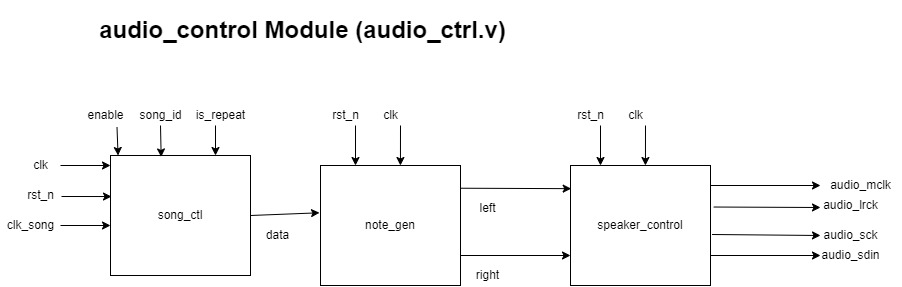 audio_control Module (audio_ctrl.v)
enable song_id is_repeat
rst_n clk
rst_n clk
clk
rst_n
clk_song
song_ctl
data
note_gen
left
right
speaker_control
audio_mclk
audio_lrck
audio_sck
audio_sdin